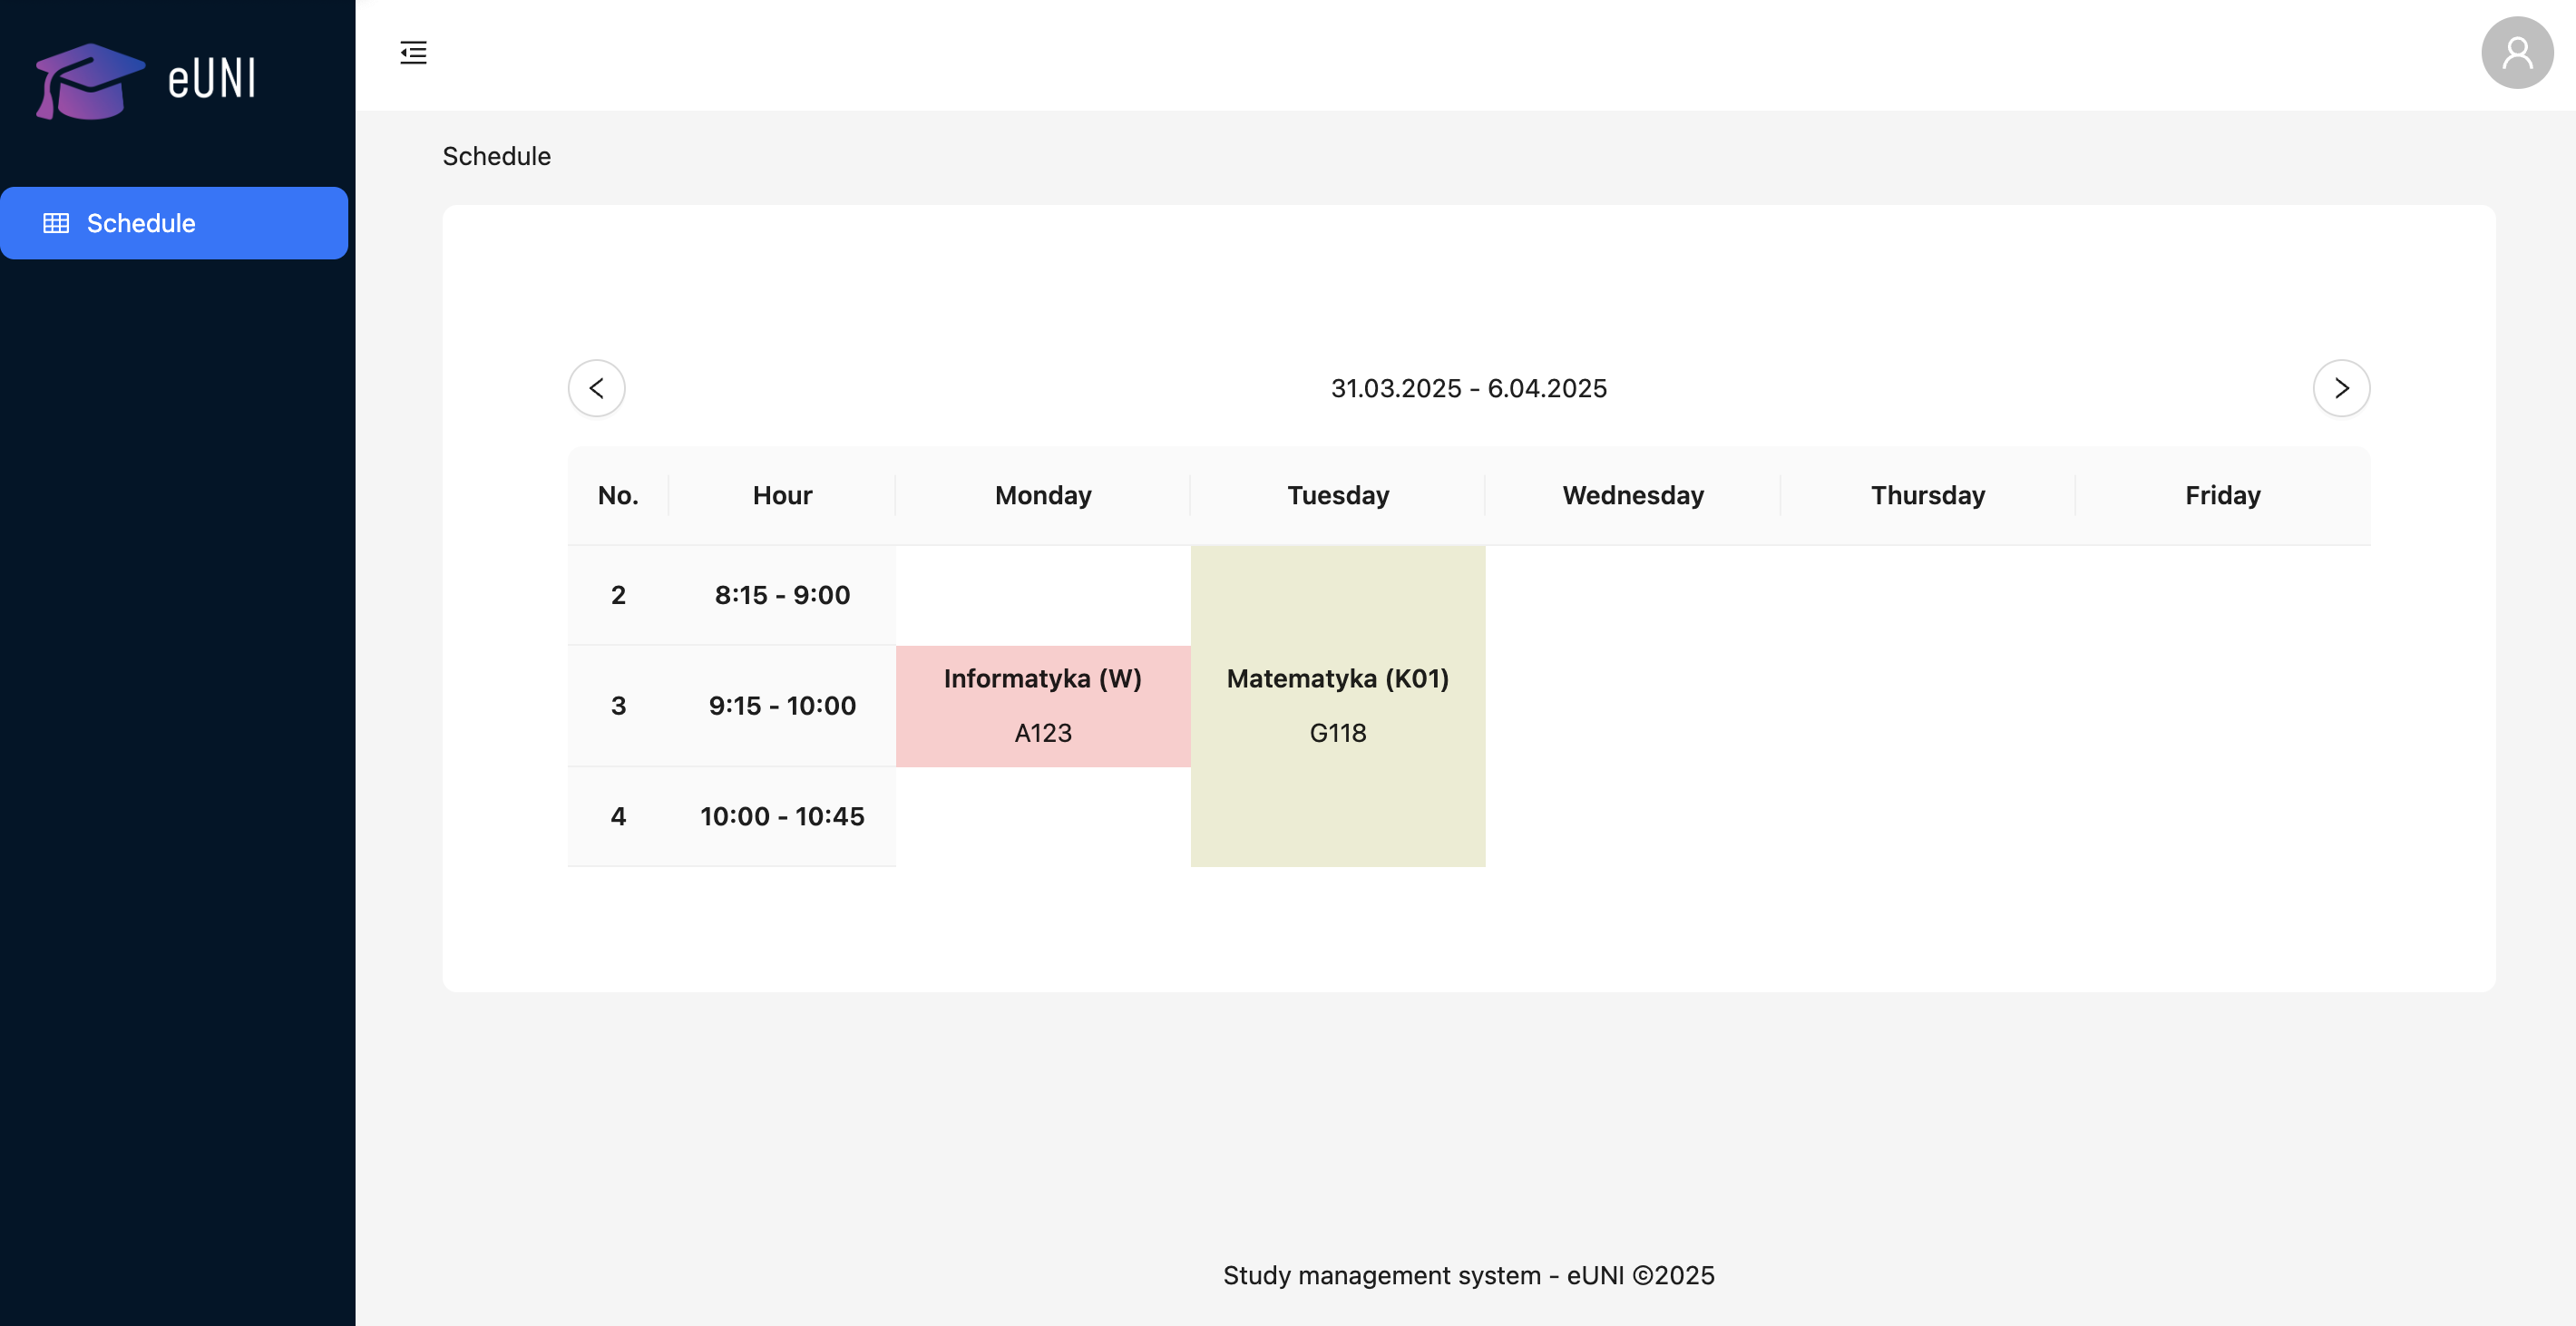 eUNI
Schedule
Schedule
31.03.2025 - 6.04.2025
No. Hour Monday Tuesday Wednesday Thursday Friday
2 8:15 - 9:00
3 9:15 - 10:00 Informatyka (W) Matematyka (K01)
A123 G118
4 10:00 - 10:45
Study management system - eUNI ©2025